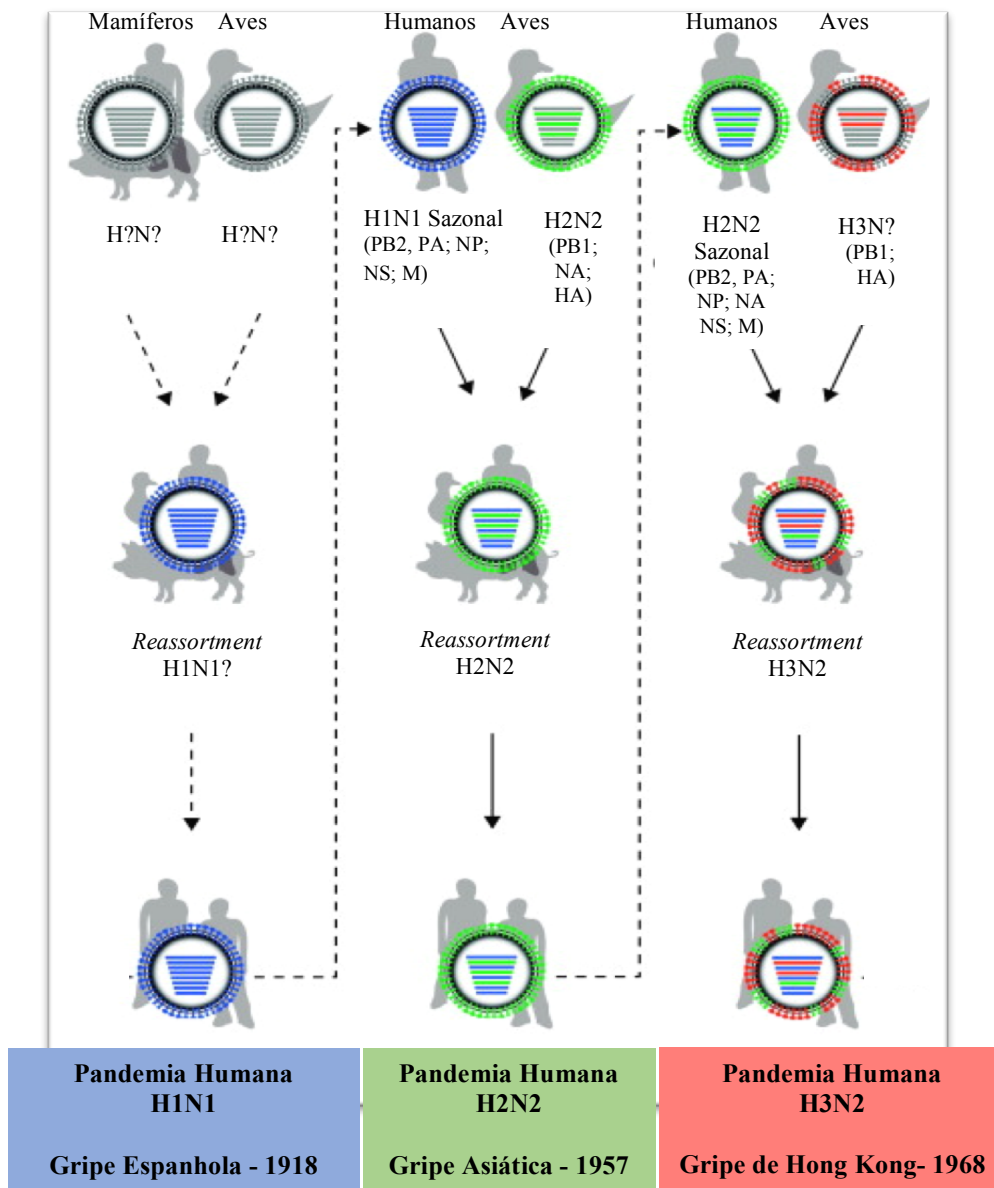 Mamíferos Aves
H?N? H?N?
Reassortment
H1N1?
Humanos Aves
H1N1 Sazonal
(PB2, PA; NP;
NS; M)
H2N2
(PB1;
NA;
HA)
Reassortment
H2N2
Humanos Aves
H2N2
Sazonal
(PB2, PA;
NP; NA
NS; M)
H3N?
(PB1;
HA)
Reassortment
H3N2
Pandemia Humana
H1N1
Gripe Espanhola - 1918
Pandemia Humana
H2N2
Gripe Asiática - 1957
Pandemia Humana
H3N2
Gripe de Hong Kong- 1968